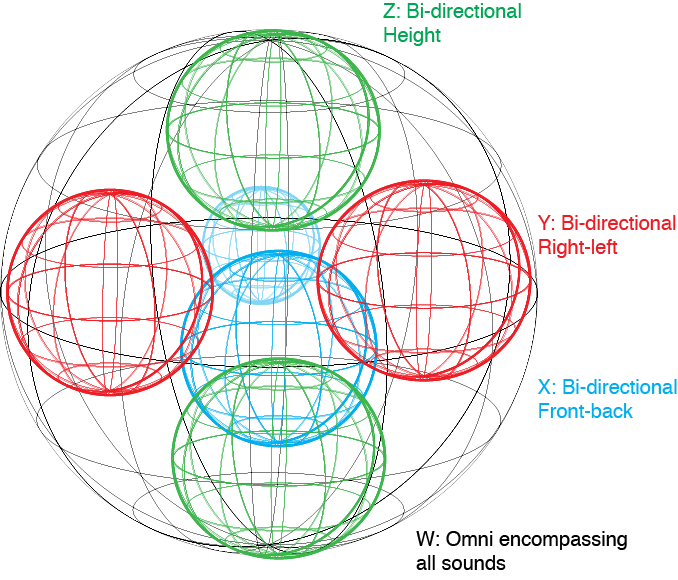 Z: Bi-directional
Height
Y: Bi-directional
Right-left
X: Bi-directional
Front-back
W: Omni encompassing
all sounds